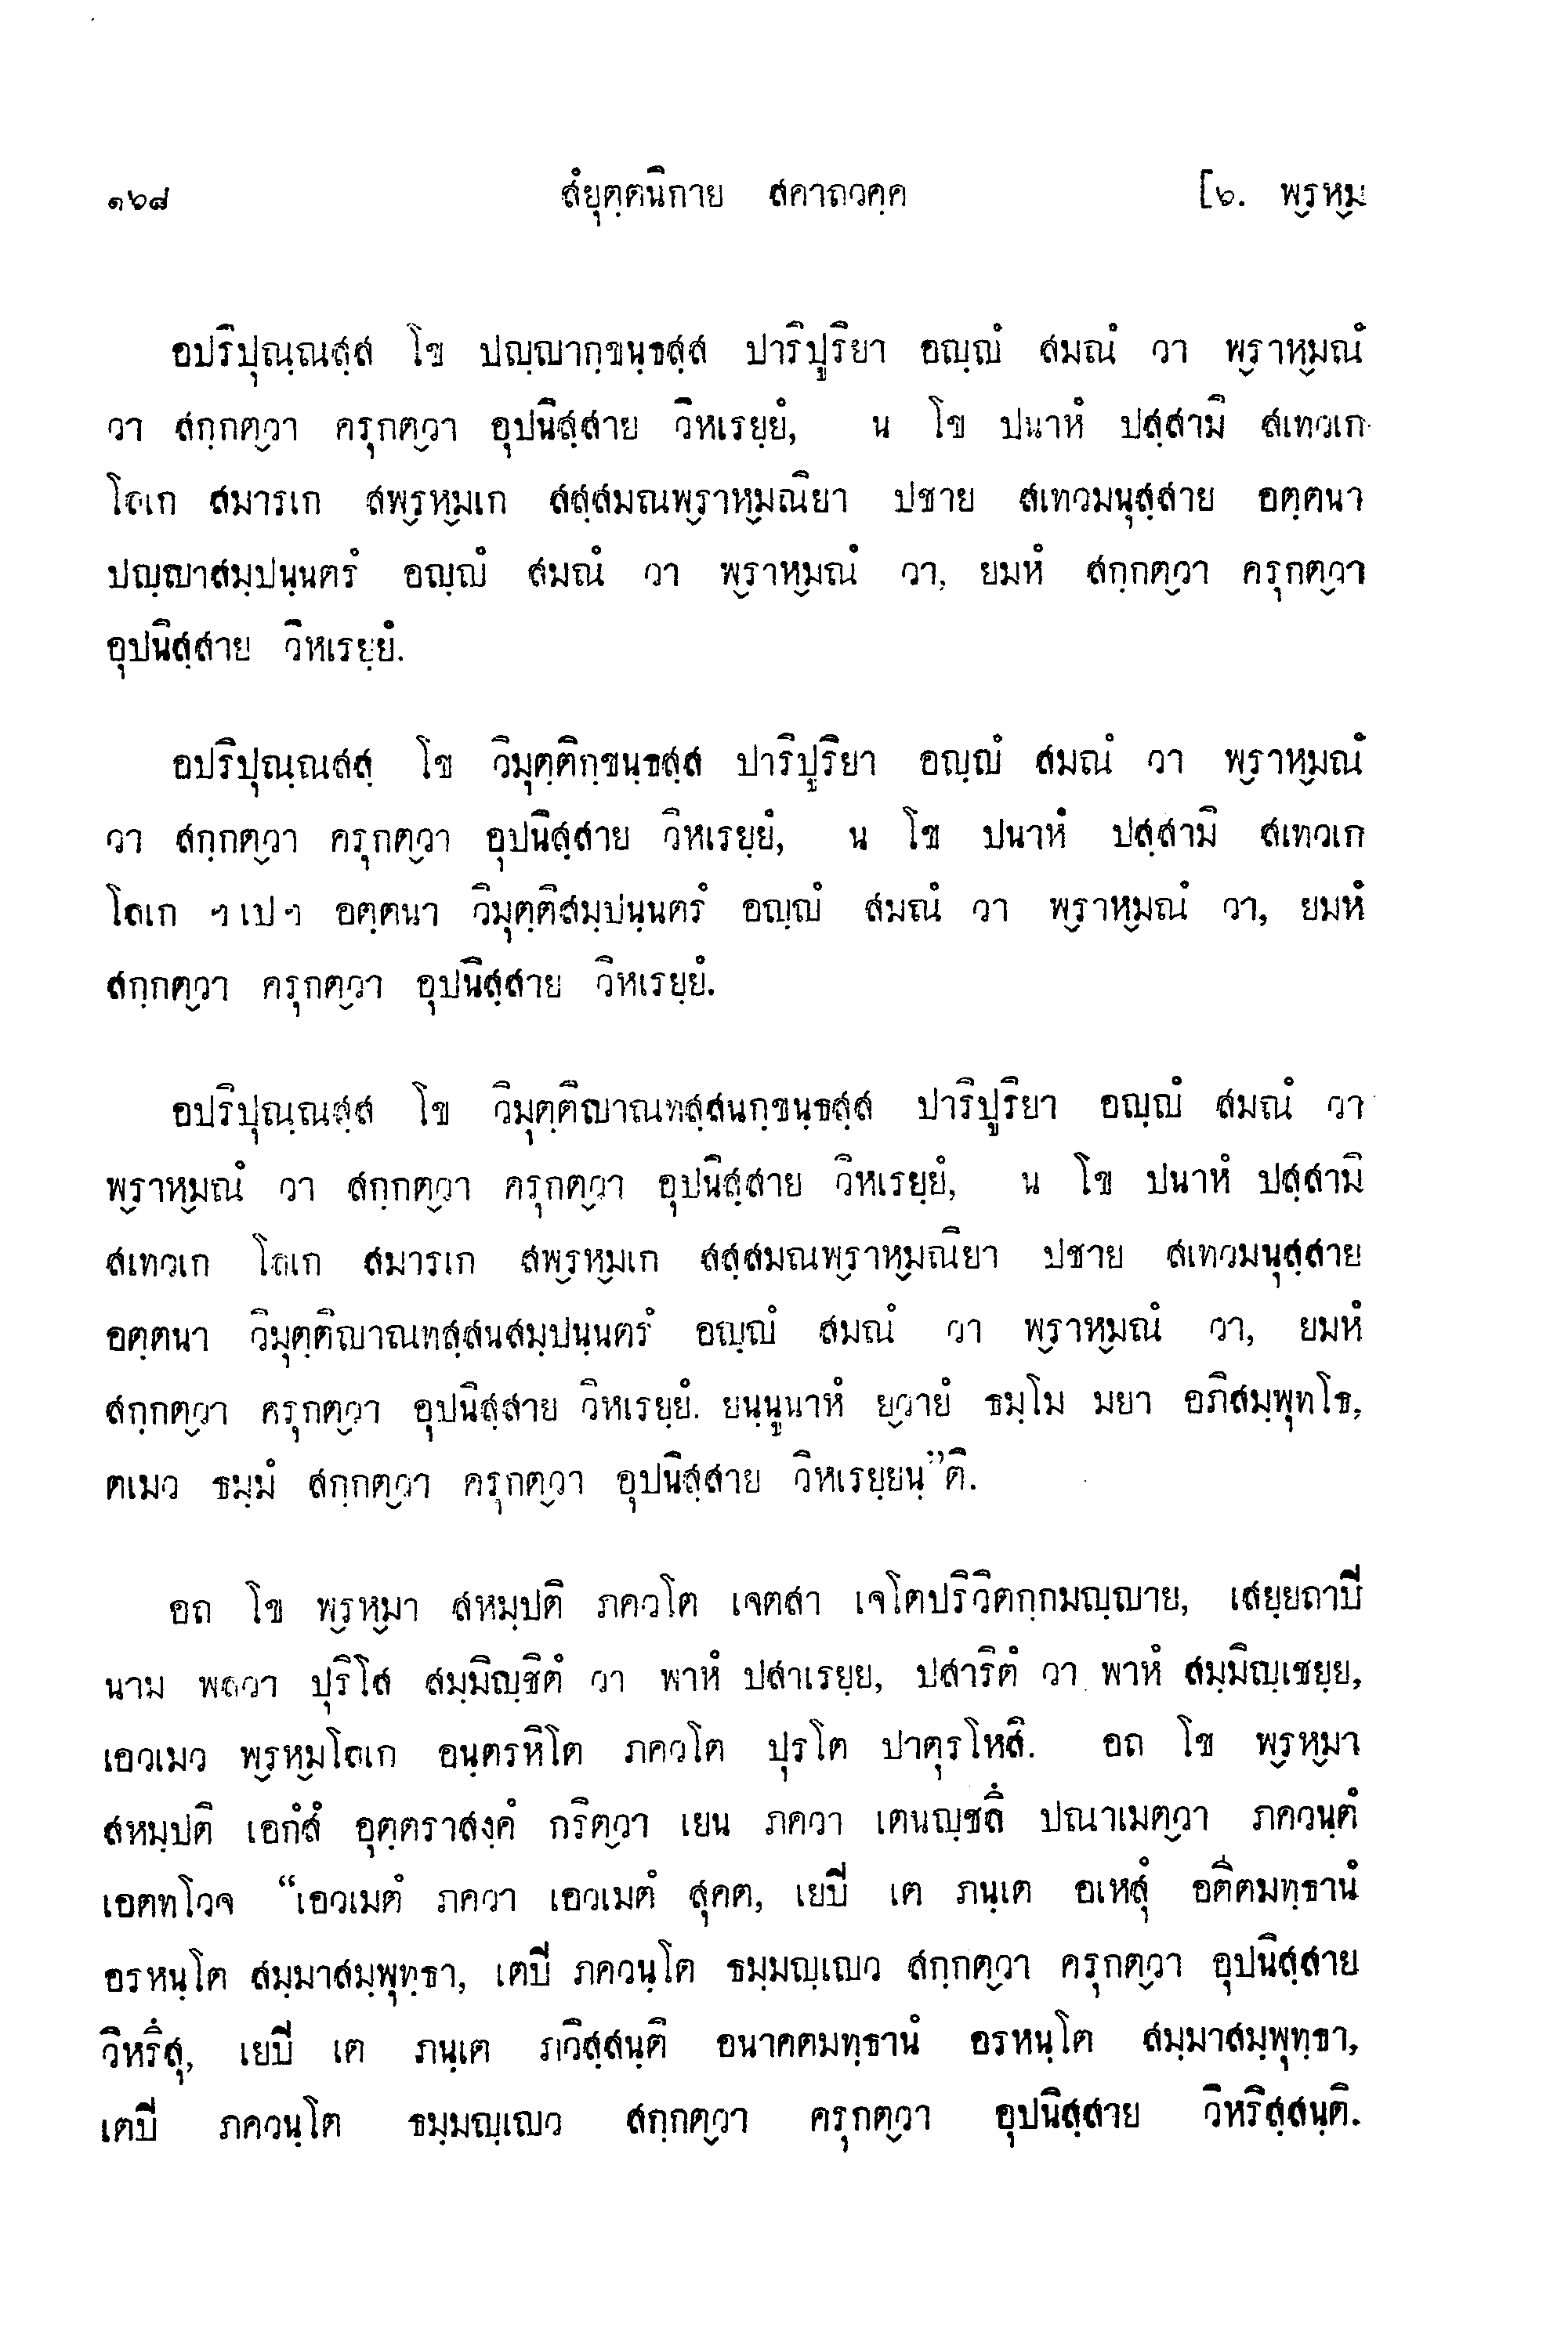 ๑๖๘ สํยุตฺตนิกาย สคาถวคฺค [๖. พฺรหฺม
อปริปุณฺณสฺส โข ปญฺญากฺขนฺธสฺส ปาริปูริยา อญฺญํ สมณํ วา พฺราหฺมณํ
วา สกฺกตฺวา ครุกตฺวา อุปนิสฺสาย วิหเรยฺยํ, น โข ปนาหํ ปสฺสามิ สเทวเก
โลเก สมารเก สพฺรหฺมเก สสฺสมณพฺราหฺมณิยา ปชาย สเทวมนุสฺสาย อตฺตนา
ปญฺญาสมฺปนฺนตรํ อญฺญํ สมณํ วา พฺราหฺมณํ วา, ยมหํ สกฺกตฺวา ครุกตฺวา
อุปนิสฺสาย วิหเรยฺยํ.
อปริปุณฺณสสฺ โข วิมุตฺติกฺขนฺธสฺส ปาริปูริยา อญฺญํ สมณํ วา พฺราหฺมณํ
วา สกฺกตฺวา ครุกตฺวา อุปนิสฺสาย วิหเรยฺยํ, น โข ปนาหํ ปสฺสามิ สเทวเก
โลเก ฯเปฯ อตฺตนา วิมุตฺติสมฺปนฺนตรํ อญฺญํ สมณํ วา พฺราหฺมณํ วา, ยมหํ
สกฺกตฺวา ครุกตฺวา อุปนิสฺสาย วิหเรยฺยํ.
อปริปุณฺณสฺส โข วิมุตฺติญาณทสฺสนกฺขนฺธสฺส ปาริปูริยา อญฺญํ สมณํ วา
พฺราหฺมณํ วา สกฺกตฺวา ครุกตฺวา อุปนิสฺสาย วิหเรยฺยํ, น โข ปนาหํ ปสฺสามิ
สเทวเก โลเก สมารเก สพฺรหฺมเก สสฺสมณพฺราหฺมณิยา ปชาย สเทวมนุสฺสาย
อตฺตนา วิมุตฺติญาณทสฺสนสมฺปนฺนตรํ อญฺญํ สมณํ วา พฺราหฺมณํ วา, ยมหํ
สกฺกตฺวา ครุกตฺวา อุปนิสฺสาย วิหเรยฺยํ. ยนฺนูนาหํ ยฺวายํ ธมฺโม มยา อภิสมฺพุทโธ,
ตเมว ธมฺมํ สกฺกตฺวา ครุกตฺวา อุปนิสฺสาย วิหเรยฺยนฺ”ติ.
อถ โข พฺรหฺมา สหมฺปติ ภควโต เจตสา เจโตปริวิตกฺกมญฺญาย, เสยฺยถาปี
นาม พลวา ปุริโส สมฺมิญฺชิตํ วา พาหํ ปสาเรยฺย, ปสาริตํ วา พาหํ สมฺมิญฺเชยฺย,
เอวเมว พฺรหฺมโลเก อนฺตรหิโต ภควโต ปุรโต ปาตุรโหสิ. อถ โข พฺรหฺมา
สหมฺปติ เอกํสํ อุตฺตราสงฺคํ กริตฺวา เยน ภควา เตนญฺชลึ ปณาเมตฺวา ภควนฺตํ
เอตทโวจ “เอวเมตํ ภควา เอวเมตํ สุคต, เยปี เต ภนฺเต อเหสุํ อตีตมทฺธานํ
อรหนฺโต สมฺมาสมฺพุทฺธา, เตปี ภควนฺโต ธมฺมญฺเญว สกฺกตฺวา ครุกตฺวา อุปนิสฺสาย
วิหรึสุ, เยปี เต ภนฺเต ภวิสฺสนฺติ อนาคตมทฺธานํ อรหนฺโต สมฺมาสมฺพุทฺธา,
เตปี ภควนฺโต ธมฺมญฺเญว สกฺกตฺวา ครุกตฺวา อุปนิสฺสาย วิหริสฺสนฺติ.